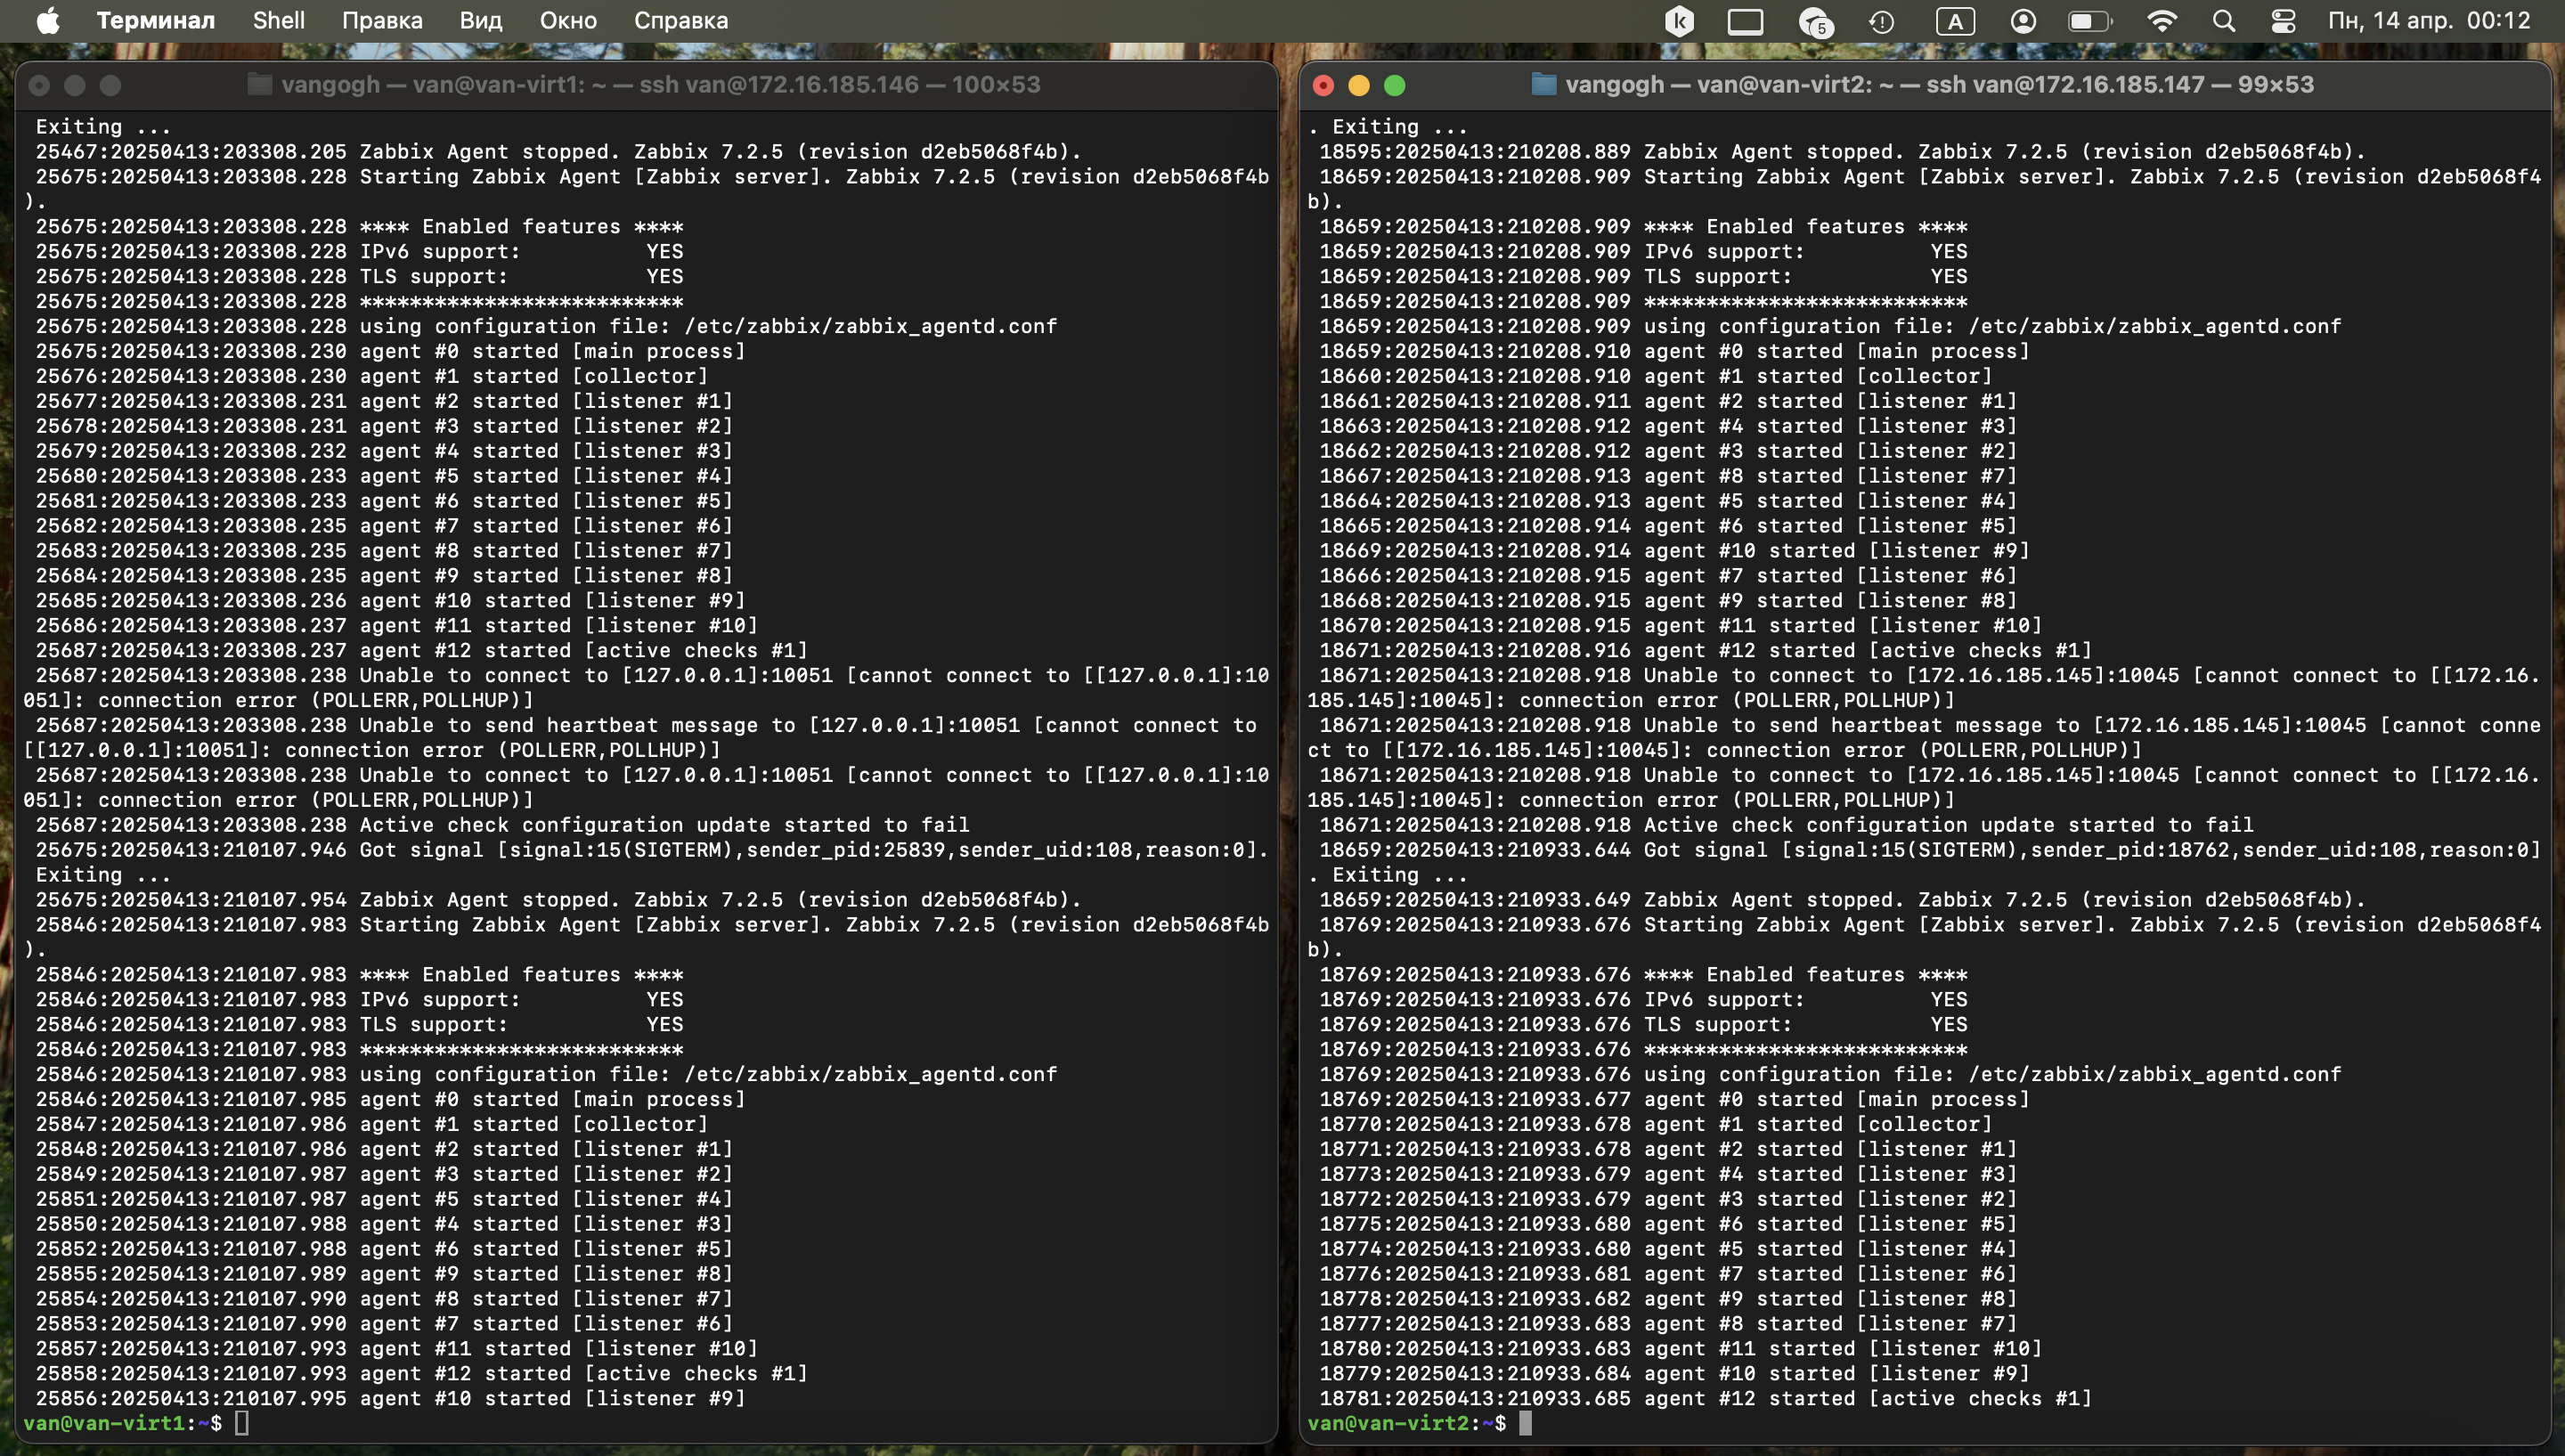 Терминал Shell Правка Вид Окно Справка
5 A Пн, 14 апр. 00:12
vangogh — van@van-virt1: ~ — ssh van@172.16.185.146 — 100×53
Exiting ...
25467:20250413:203308.205 Zabbix Agent stopped. Zabbix 7.2.5 (revision d2eb5068f4b).
25675:20250413:203308.228 Starting Zabbix Agent [Zabbix server]. Zabbix 7.2.5 (revision d2eb5068f4b
).
25675:20250413:203308.228 **** Enabled features ****
25675:20250413:203308.228 IPv6 support:          YES
25675:20250413:203308.228 TLS support:           YES
25675:20250413:203308.228 **************************
25675:20250413:203308.228 using configuration file: /etc/zabbix/zabbix_agentd.conf
25675:20250413:203308.230 agent #0 started [main process]
25676:20250413:203308.230 agent #1 started [collector]
25677:20250413:203308.231 agent #2 started [listener #1]
25678:20250413:203308.231 agent #3 started [listener #2]
25679:20250413:203308.232 agent #4 started [listener #3]
25680:20250413:203308.233 agent #5 started [listener #4]
25681:20250413:203308.233 agent #6 started [listener #5]
25682:20250413:203308.235 agent #7 started [listener #6]
25683:20250413:203308.235 agent #8 started [listener #7]
25684:20250413:203308.235 agent #9 started [listener #8]
25685:20250413:203308.236 agent #10 started [listener #9]
25686:20250413:203308.237 agent #11 started [listener #10]
25687:20250413:203308.237 agent #12 started [active checks #1]
25687:20250413:203308.238 Unable to connect to [127.0.0.1]:10051 [cannot connect to [[127.0.0.1]:10
051]: connection error (POLLERR,POLLHUP)]
25687:20250413:203308.238 Unable to send heartbeat message to [127.0.0.1]:10051 [cannot connect to
[[127.0.0.1]:10051]: connection error (POLLERR,POLLHUP)]
25687:20250413:203308.238 Unable to connect to [127.0.0.1]:10051 [cannot connect to [[127.0.0.1]:10
051]: connection error (POLLERR,POLLHUP)]
25687:20250413:203308.238 Active check configuration update started to fail
25675:20250413:210107.946 Got signal [signal:15(SIGTERM),sender_pid:25839,sender_uid:108,reason:0].
Exiting ...
25675:20250413:210107.954 Zabbix Agent stopped. Zabbix 7.2.5 (revision d2eb5068f4b).
25846:20250413:210107.983 Starting Zabbix Agent [Zabbix server]. Zabbix 7.2.5 (revision d2eb5068f4b
).
25846:20250413:210107.983 **** Enabled features ****
25846:20250413:210107.983 IPv6 support:          YES
25846:20250413:210107.983 TLS support:           YES
25846:20250413:210107.983 **************************
25846:20250413:210107.983 using configuration file: /etc/zabbix/zabbix_agentd.conf
25846:20250413:210107.985 agent #0 started [main process]
25847:20250413:210107.986 agent #1 started [collector]
25848:20250413:210107.986 agent #2 started [listener #1]
25849:20250413:210107.987 agent #3 started [listener #2]
25851:20250413:210107.987 agent #5 started [listener #4]
25850:20250413:210107.988 agent #4 started [listener #3]
25852:20250413:210107.988 agent #6 started [listener #5]
25855:20250413:210107.989 agent #9 started [listener #8]
25854:20250413:210107.990 agent #8 started [listener #7]
25853:20250413:210107.990 agent #7 started [listener #6]
25857:20250413:210107.993 agent #11 started [listener #10]
25858:20250413:210107.993 agent #12 started [active checks #1]
25856:20250413:210107.995 agent #10 started [listener #9]
van@van-virt1:~$
vangogh — van@van-virt2: ~ — ssh van@172.16.185.147 — 99×53
. Exiting ...
18595:20250413:210208.889 Zabbix Agent stopped. Zabbix 7.2.5 (revision d2eb5068f4b).
18659:20250413:210208.909 Starting Zabbix Agent [Zabbix server]. Zabbix 7.2.5 (revision d2eb5068f4
b).
18659:20250413:210208.909 **** Enabled features ****
18659:20250413:210208.909 IPv6 support:          YES
18659:20250413:210208.909 TLS support:           YES
18659:20250413:210208.909 **************************
18659:20250413:210208.909 using configuration file: /etc/zabbix/zabbix_agentd.conf
18659:20250413:210208.910 agent #0 started [main process]
18660:20250413:210208.910 agent #1 started [collector]
18661:20250413:210208.911 agent #2 started [listener #1]
18663:20250413:210208.912 agent #4 started [listener #3]
18662:20250413:210208.912 agent #3 started [listener #2]
18667:20250413:210208.913 agent #8 started [listener #7]
18664:20250413:210208.913 agent #5 started [listener #4]
18665:20250413:210208.914 agent #6 started [listener #5]
18669:20250413:210208.914 agent #10 started [listener #9]
18666:20250413:210208.915 agent #7 started [listener #6]
18668:20250413:210208.915 agent #9 started [listener #8]
18670:20250413:210208.915 agent #11 started [listener #10]
18671:20250413:210208.916 agent #12 started [active checks #1]
18671:20250413:210208.918 Unable to connect to [172.16.185.145]:10045 [cannot connect to [[172.16.
185.145]:10045]: connection error (POLLERR,POLLHUP)]
18671:20250413:210208.918 Unable to send heartbeat message to [172.16.185.145]:10045 [cannot conne
ct to [[172.16.185.145]:10045]: connection error (POLLERR,POLLHUP)]
18671:20250413:210208.918 Unable to connect to [172.16.185.145]:10045 [cannot connect to [[172.16.
185.145]:10045]: connection error (POLLERR,POLLHUP)]
18671:20250413:210208.918 Active check configuration update started to fail
18659:20250413:210933.644 Got signal [signal:15(SIGTERM),sender_pid:18762,sender_uid:108,reason:0]
. Exiting ...
18659:20250413:210933.649 Zabbix Agent stopped. Zabbix 7.2.5 (revision d2eb5068f4b).
18769:20250413:210933.676 Starting Zabbix Agent [Zabbix server]. Zabbix 7.2.5 (revision d2eb5068f4
b).
18769:20250413:210933.676 **** Enabled features ****
18769:20250413:210933.676 IPv6 support:          YES
18769:20250413:210933.676 TLS support:           YES
18769:20250413:210933.676 **************************
18769:20250413:210933.676 using configuration file: /etc/zabbix/zabbix_agentd.conf
18769:20250413:210933.677 agent #0 started [main process]
18770:20250413:210933.678 agent #1 started [collector]
18771:20250413:210933.678 agent #2 started [listener #1]
18773:20250413:210933.679 agent #4 started [listener #3]
18772:20250413:210933.679 agent #3 started [listener #2]
18775:20250413:210933.680 agent #6 started [listener #5]
18774:20250413:210933.680 agent #5 started [listener #4]
18776:20250413:210933.681 agent #7 started [listener #6]
18778:20250413:210933.682 agent #9 started [listener #8]
18777:20250413:210933.683 agent #8 started [listener #7]
18780:20250413:210933.683 agent #11 started [listener #10]
18779:20250413:210933.684 agent #10 started [listener #9]
18781:20250413:210933.685 agent #12 started [active checks #1]
van@van-virt2:~$